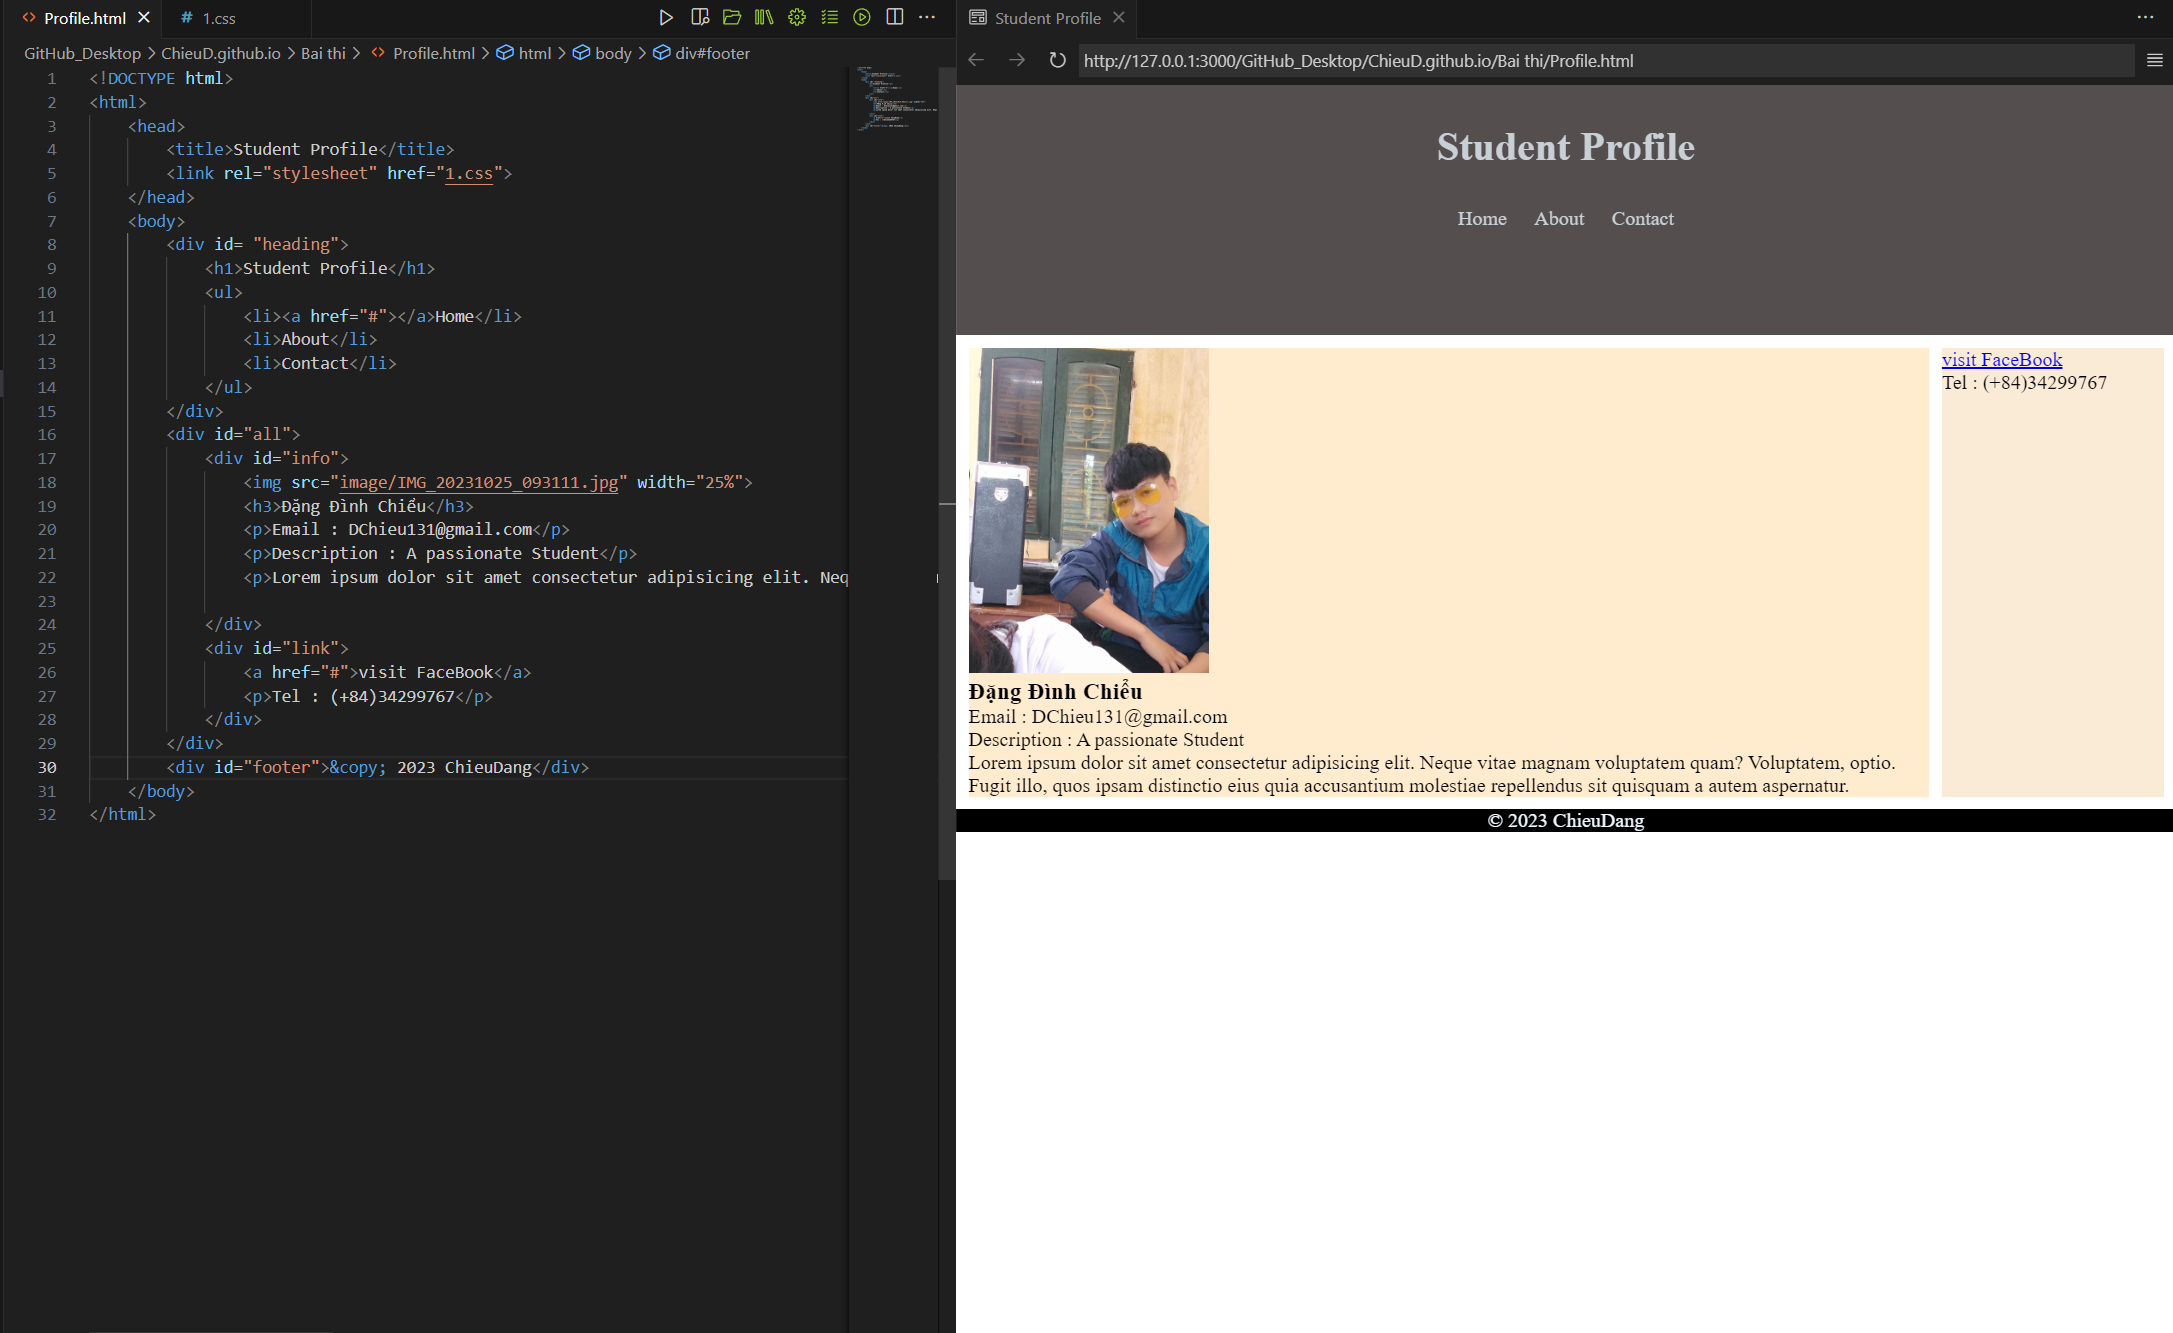 Profile.html
1.css
GitHub_Desktop > ChieuD.github.io > Bai thi > Profile.html > html > body > div#footer
1 <!DOCTYPE html>
2 <html>
3 <head>
4 <title>Student Profile</title>
5 <link rel="stylesheet" href="1.css">
6 </head>
7 <body>
8 <div id= "heading">
9 <h1>Student Profile</h1>
10 <ul>
11 <li><a href="#"></a>Home</li>
12 <li>About</li>
13 <li>Contact</li>
14 </ul>
15 </div>
16 <div id="all">
17 <div id="info">
18 <img src="image/IMG_20231025_093111.jpg" width="25%">
19 <h3>Đặng Đình Chiểu</h3>
20 <p>Email : DChieu131@gmail.com</p>
21 <p>Description : A passionate Student</p>
22 <p>Lorem ipsum dolor sit amet consectetur adipisicing elit. Neq
23
24 </div>
25 <div id="link">
26 <a href="#">visit FaceBook</a>
27 <p>Tel : (+84)34299767</p>
28 </div>
29 </div>
30 <div id="footer">&copy; 2023 ChieuDang</div>
31 </body>
32 </html>
Student Profile
http://127.0.0.1:3000/GitHub_Desktop/ChieuD.github.io/Bai thi/Profile.html
Student Profile
Home About Contact
Đặng Đình Chiểu
Email : DChieu131@gmail.com
Description : A passionate Student
Lorem ipsum dolor sit amet consectetur adipisicing elit. Neque vitae magnam voluptatem quam? Voluptatem, optio.
Fugit illo, quos ipsam distinctio eius quia accusantium molestiae repellendus sit quisquam a autem aspernatur.
visit FaceBook
Tel : (+84)34299767
© 2023 ChieuDang